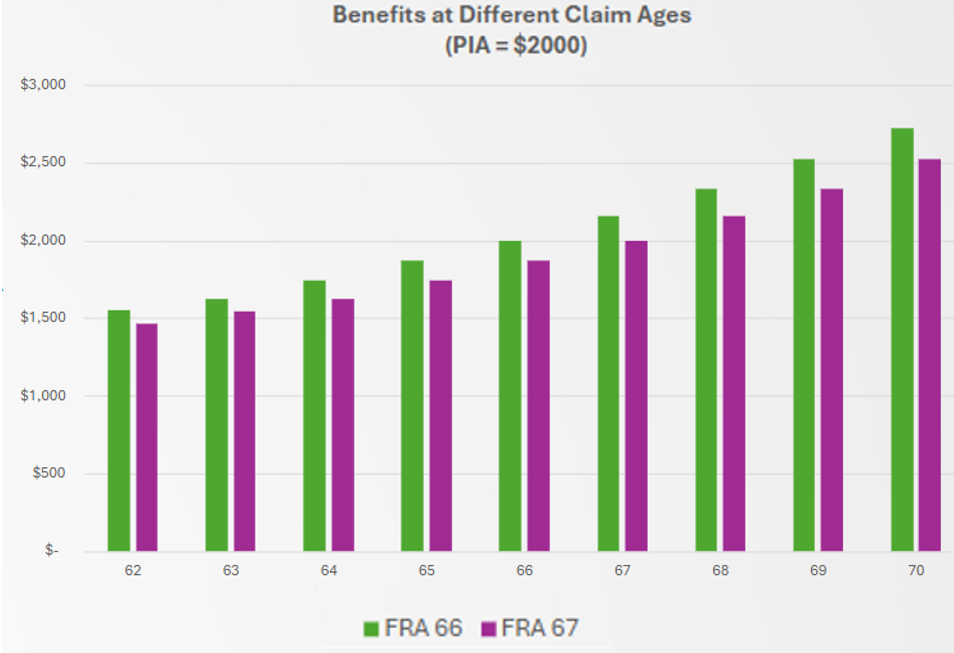 Benefits at Different Claim Ages
(PIA = $2000)
$3,000
$2,500
$2,000
$1,500
$1,000
$500
$-
62 63 64 65 66 67 68 69 70
FRA 66 FRA 67